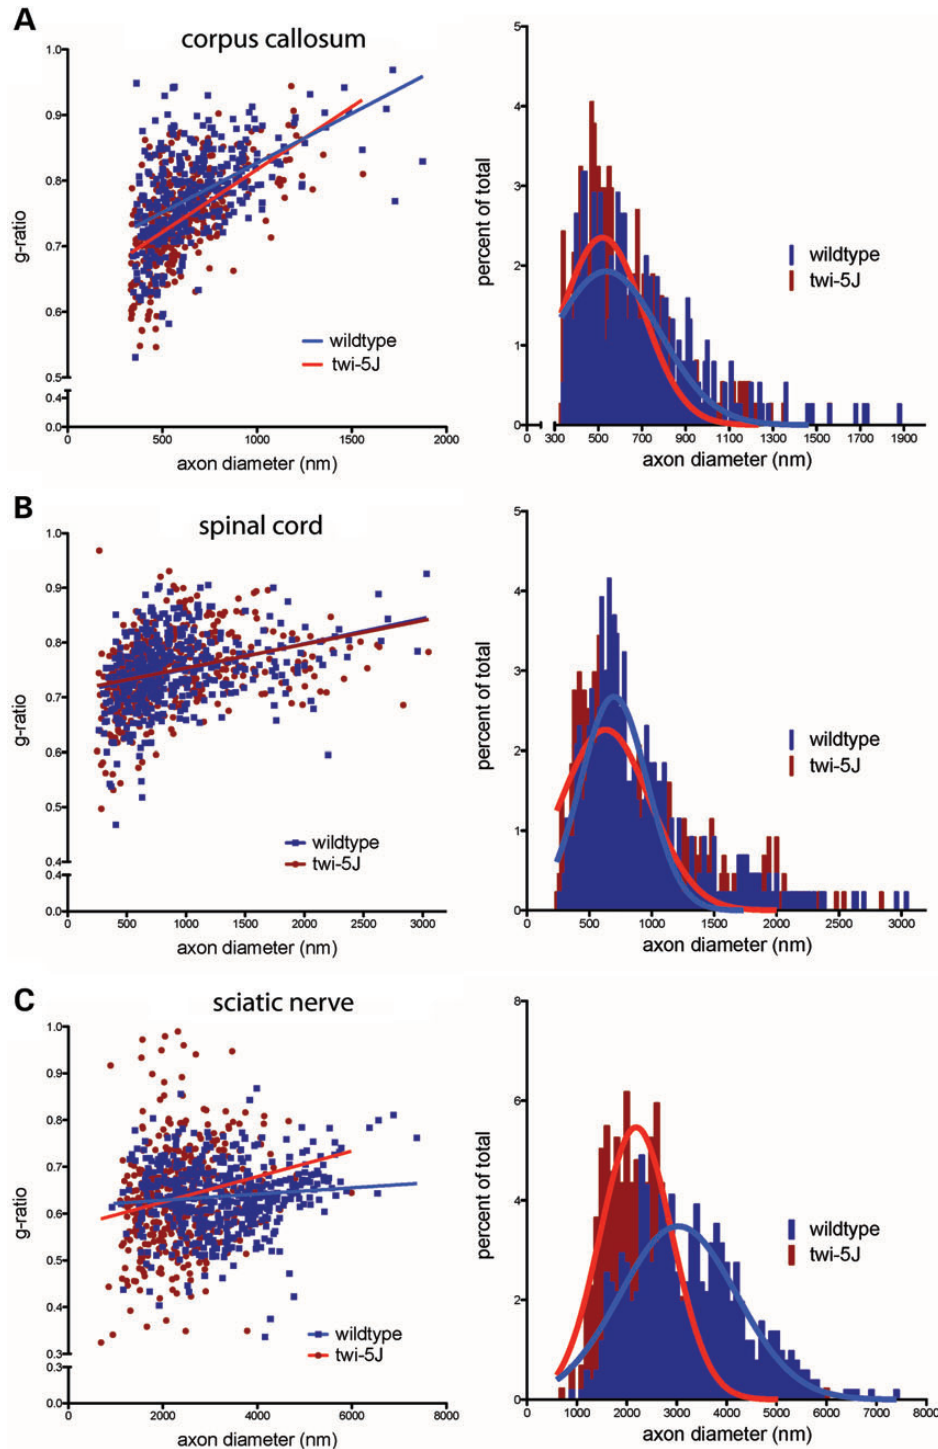 A
corpus callosum
1.0
0.9
0.8
0.7
0.6
0.5
0.4
0.0
g-ratio
wildtype
twi-5J
0
500
1000
1500
2000
axon diameter (nm)
5
4
3
2
1
0
percent of total
wildtype
twi-5J
0
300
500
700
900
1100
1300
1500
1700
1900
axon diameter (nm)
B
spinal cord
1.0
0.9
0.8
0.7
0.6
0.5
0.4
0.4
0.0
g-ratio
wildtype
twi-5J
0
500
1000
1500
2000
2500
3000
axon diameter (nm)
5
4
3
2
1
0
percent of total
wildtype
twi-5J
0
500
1000
1500
2000
2500
3000
axon diameter (nm)
C
sciatic nerve
1.0
0.9
0.8
0.7
0.6
0.5
0.4
0.3
0.3
0.0
g-ratio
wildtype
twi-5J
0
2000
4000
6000
8000
axon diameter (nm)
8
6
4
2
0
percent of total
wildtype
twi-5J
0
1000
2000
3000
4000
5000
6000
7000
8000
axon diameter (nm)